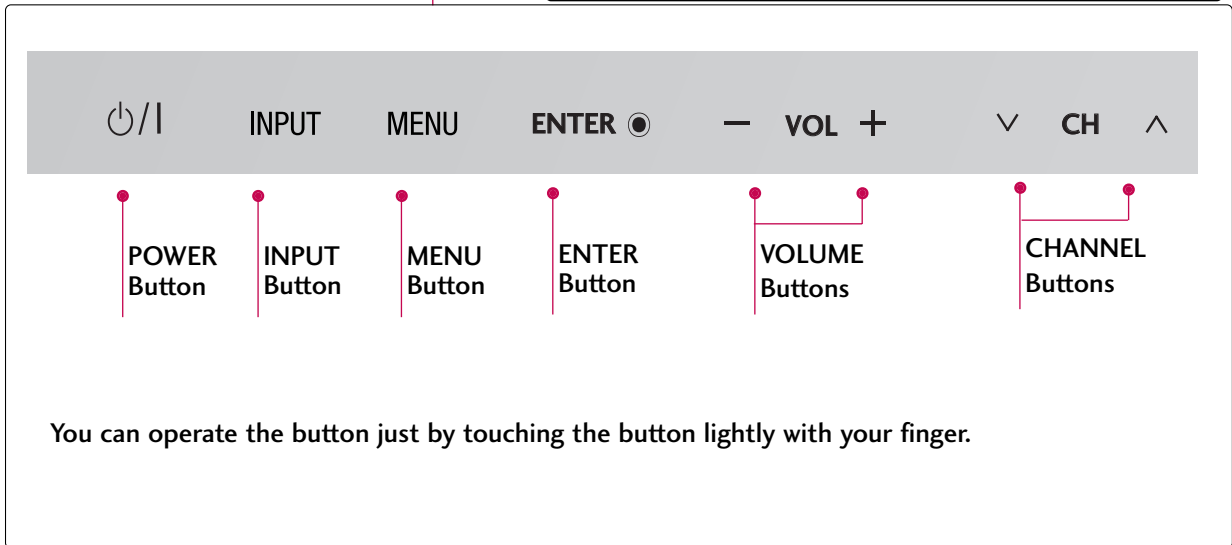 ⏻/I INPUT MENU ENTER ◉ − VOL + ∨ CH ∧
POWER
Button
INPUT
Button
MENU
Button
ENTER
Button
VOLUME
Buttons
CHANNEL
Buttons
You can operate the button just by touching the button lightly with your finger.